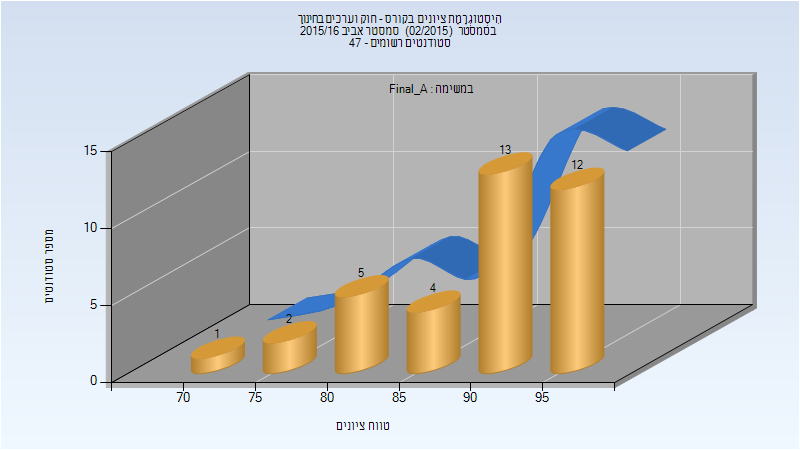 היסטוגרמת ציונים בקורס - חוק וערכים בחינוך
בסמסטר (02/2015) סמסטר אביב 2015/16
סטודנטים רשומים - 47
במשימה : Final_A
מספר סטודנטים
15
10
5
0
1
2
5
4
13
12
70 75 80 85 90 95
טווח ציונים